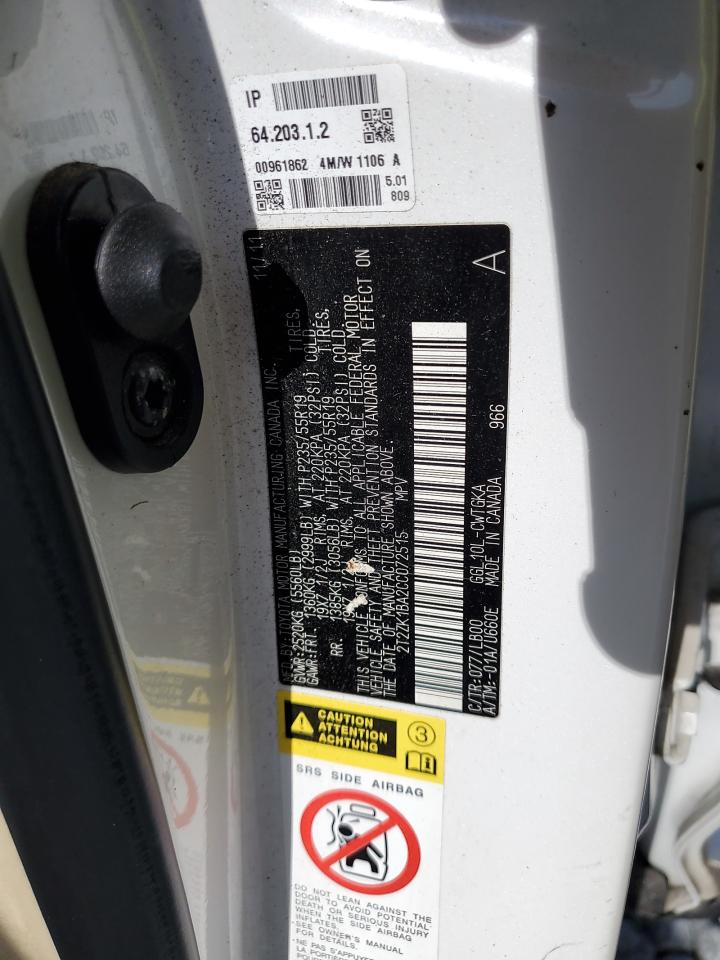 IP
64.203.1.2
00961862 4M/W 1106 A
5.01
809
MFD.BY:TOYOTA MOTOR MANUFACTURING CANADA INC. 11/11
GVWR:2520KG (5560LB)
GAWR:FRT. 1360KG (2999LB) WITH P235/55R19 TIRES,
19X7 1/2J RIMS, AT 220KPA (32PSI) COLD.
RR 1385KG (3056LB) WITH P235/55R19 TIRES,
RIMS, AT 220KPA (32PSI) COLD.
THIS VEHICLE CONFORMS TO ALL APPLICABLE FEDERAL MOTOR
VEHICLE SAFETY AND THEFT PREVENTION STANDARDS IN EFFECT ON
THE DATE OF MANUFACTURE SHOWN ABOVE.
2T2ZK1BA2CC072515 MPV
A
C/TR:077/LB00 GGL10L-CWTGKA 966
A/TM:-01A/U660E MADE IN CANADA
CAUTION
ATTENTION
ACHTUNG
3
SRS SIDE AIRBAG
DO NOT LEAN AGAINST THE
DOOR TO AVOID POTENTIAL
DEATH OR SERIOUS INJURY
WHEN THE SIDE AIRBAG
INFLATES.
•SEE OWNER'S MANUAL
FOR DETAILS.
•NE PAS S'APPUYER
LA PORTIÈRE